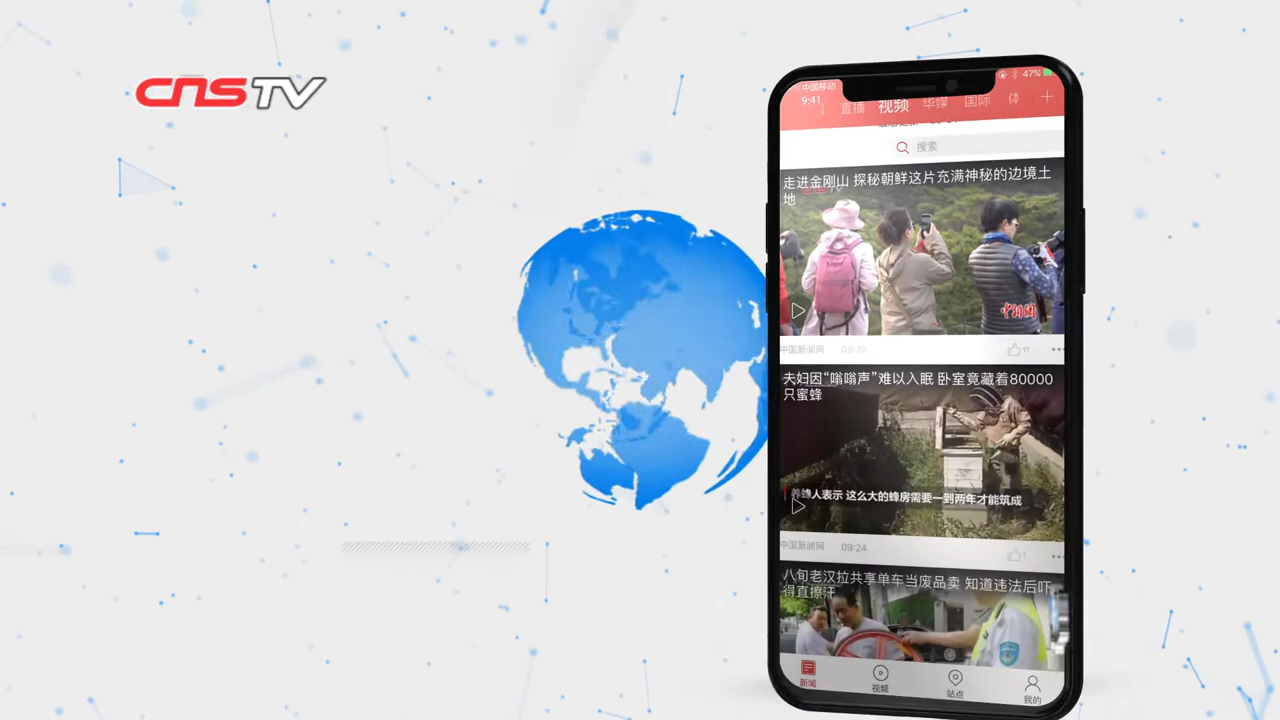 CNSTV
中国移动
9:41
47%
直播 视频 华媒 国际 体 +
搜索
走进金刚山 探秘朝鲜这片充满神秘的边境土
地
中新网
中国新闻网 09:39
11
夫妇因“嗡嗡声”难以入眠 卧室竟藏着80000
只蜜蜂
养蜂人表示 这么大的蜂房需要一到两年才能筑成
中国新闻网 09:24
1
八旬老汉拉共享单车当废品卖 知道违法后吓
得直擦汗
新闻 视频 站点 我的